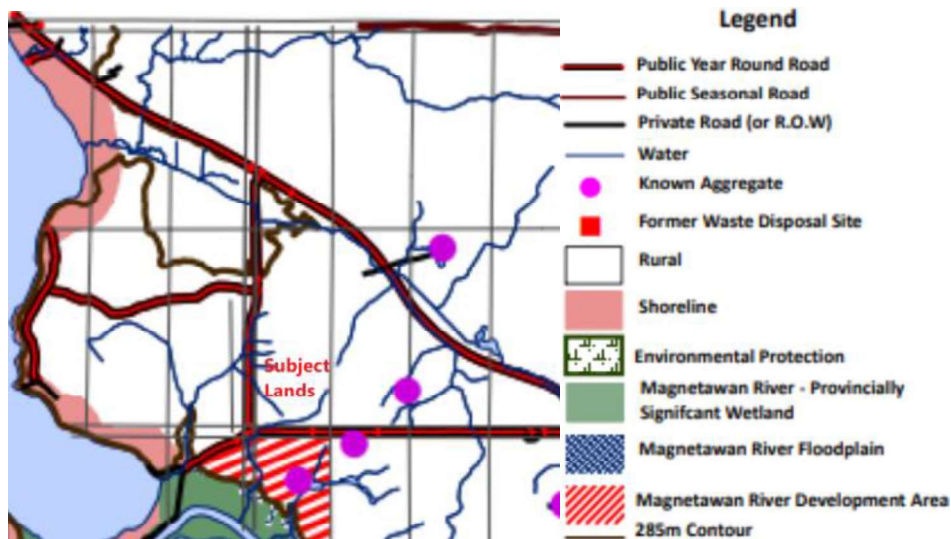 Subject
Lands
Legend
Public Year Round Road
Public Seasonal Road
Private Road (or R.O.W)
Water
Known Aggregate
Former Waste Disposal Site
Rural
Shoreline
Environmental Protection
Magnetawan River - Provincially
Signifcant Wetland
Magnetawan River Floodplain
Magnetawan River Development Area
285m Contour